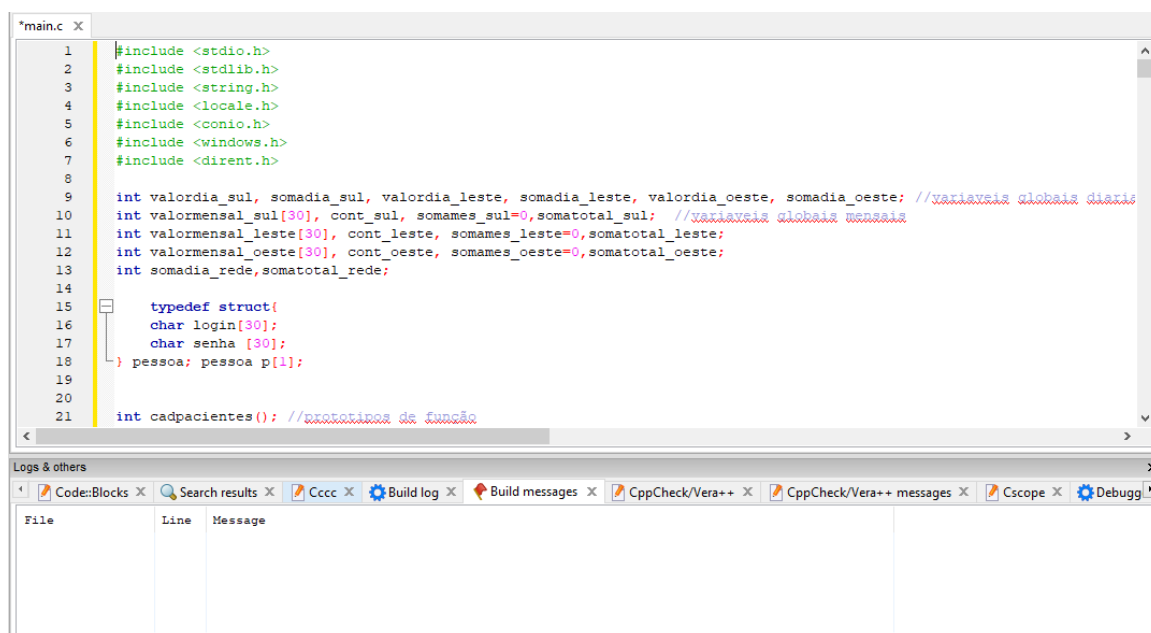 *main.c X
1 #include <stdio.h>
2 #include <stdlib.h>
3 #include <string.h>
4 #include <locale.h>
5 #include <conio.h>
6 #include <windows.h>
7 #include <dirent.h>
8
9 int valordia_sul, somadia_sul, valordia_leste, somadia_leste, valordia_oeste, somadia_oeste; //variaveis globais diaria
10 int valormensal_sul[30], cont_sul, somames_sul=0,somatotal_sul; //variaveis globais mensais
11 int valormensal_leste[30], cont_leste, somames_leste=0,somatotal_leste;
12 int valormensal_oeste[30], cont_oeste, somames_oeste=0,somatotal_oeste;
13 int somadia_rede,somatotal_rede;
14
15 typedef struct{
16 char login[30];
17 char senha [30];
18 } pessoa; pessoa p[1];
19
20
21 int cadpacientes(); //prototipos de função
Logs & others
Code::Blocks X Search results X Cccc X Build log X Build messages X CppCheck/Vera++ X CppCheck/Vera++ messages X Cscope X Debugg
File Line Message